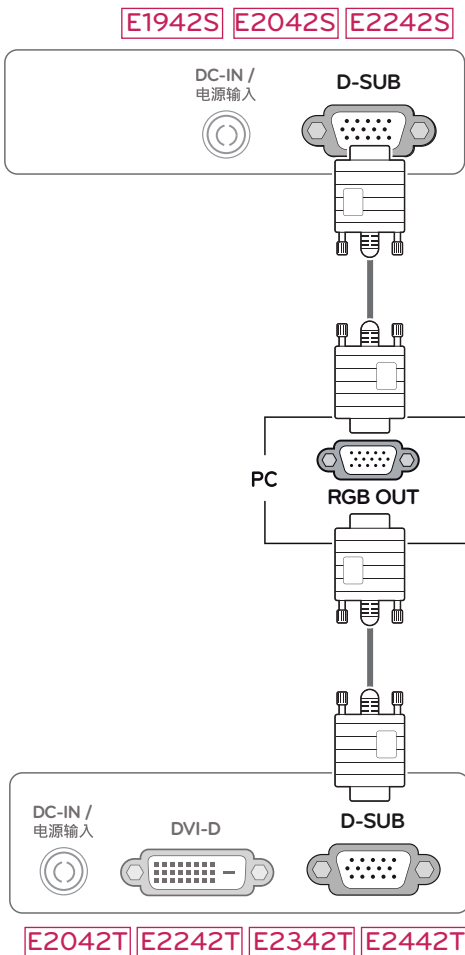 E1942S E2042S E2242S
DC-IN /
电源输入
D-SUB
PC
RGB OUT
DC-IN /
电源输入
DVI-D
D-SUB
E2042T E2242T E2342T E2442T